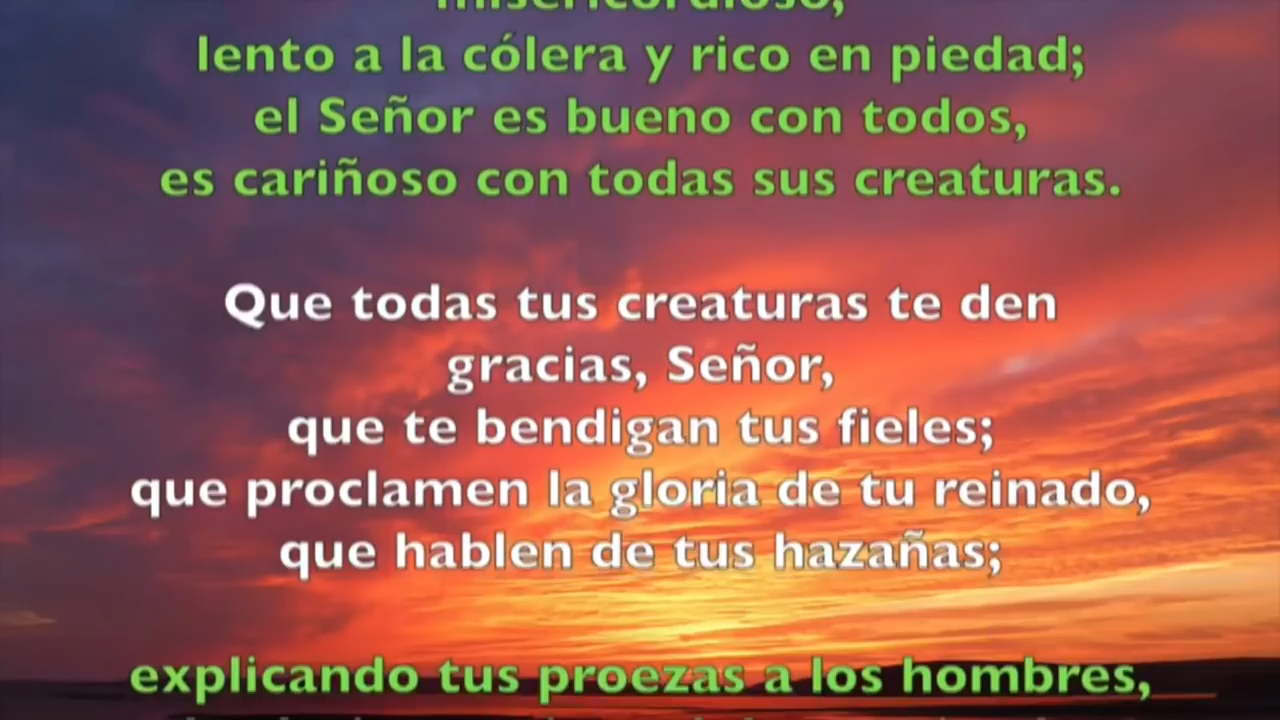 misericordioso,
lento a la cólera y rico en piedad;
el Señor es bueno con todos,
es cariñoso con todas sus creaturas.
Que todas tus creaturas te den
gracias, Señor,
que te bendigan tus fieles;
que proclamen la gloria de tu reinado,
que hablen de tus hazañas;
explicando tus proezas a los hombres,